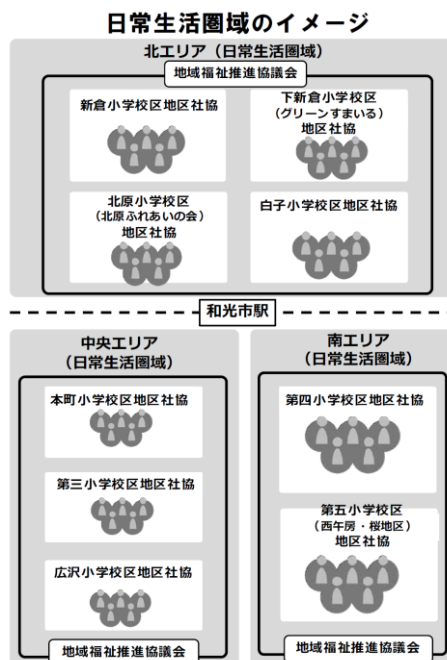 日常生活圏域のイメージ
北エリア（日常生活圏域）
地域福祉推進協議会
新倉小学校区地区社協
下新倉小学校区
（グリーンすまいる）
地区社協
北原小学校区
（北原ふれあいの会）
地区社協
白子小学校区地区社協
和光市駅
中央エリア
（日常生活圏域）
本町小学校区地区社協
第三小学校区地区社協
広沢小学校区地区社協
地域福祉推進協議会
南エリア
（日常生活圏域）
第四小学校区地区社協
第五小学校区
（西午房・桜地区）
地区社協
地域福祉推進協議会